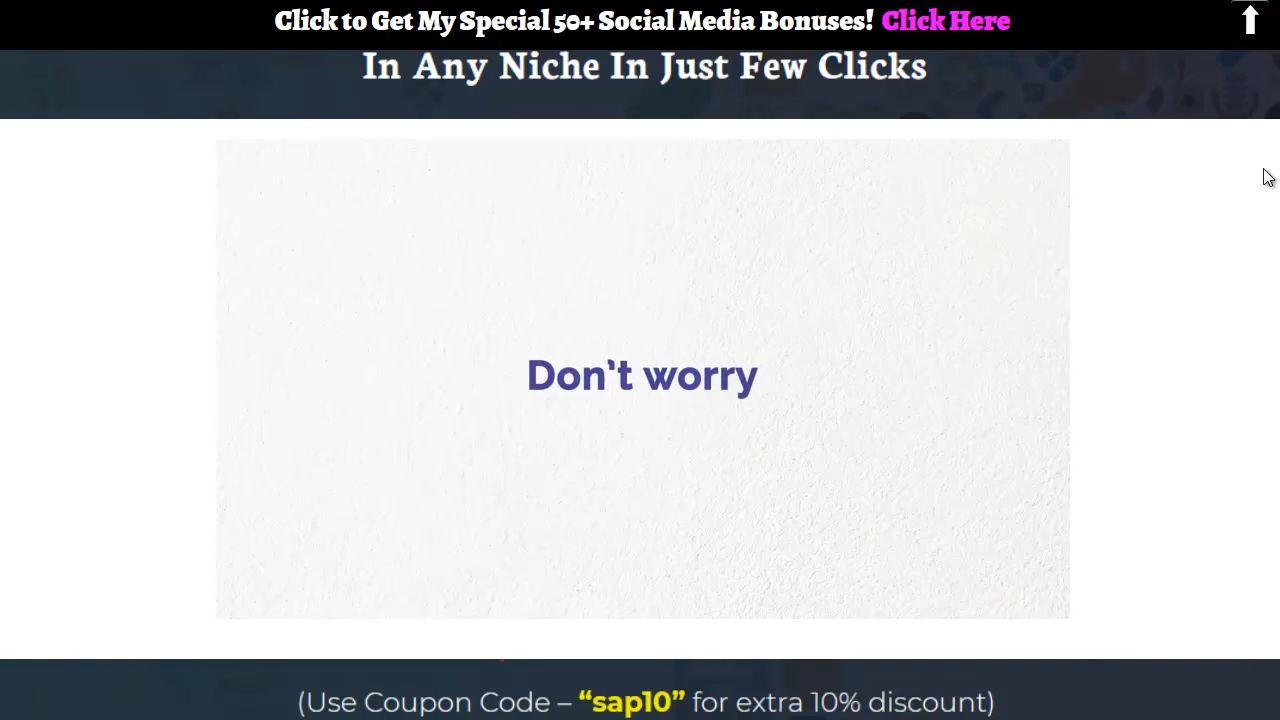 Click to Get My Special 50+ Social Media Bonuses! Click Here
In Any Niche In Just Few Clicks
Don’t worry
(Use Coupon Code – “sap10” for extra 10% discount)